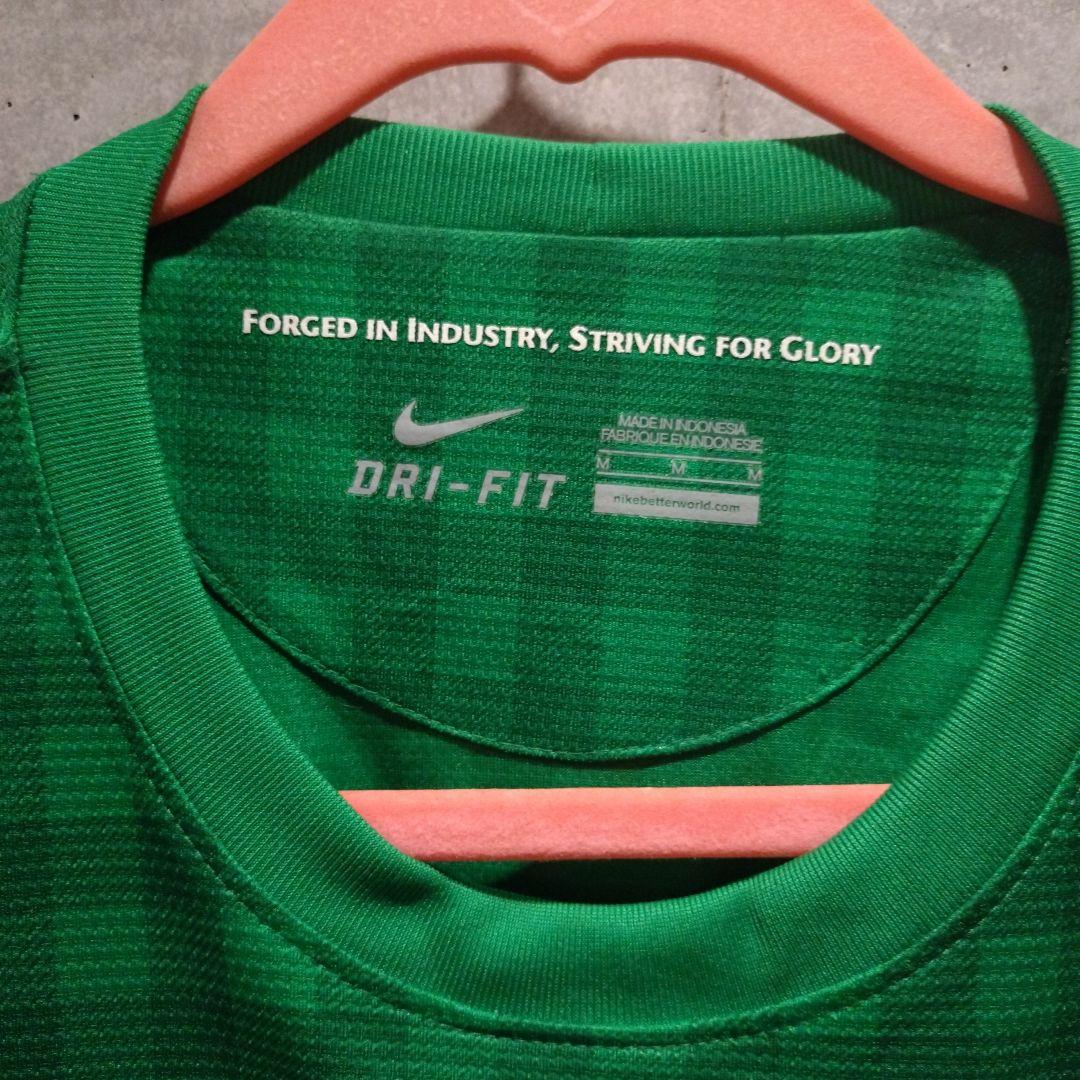 FORGED IN INDUSTRY, STRIVING FOR GLORY
DRI-FIT
MADE IN INDONESIA
FABRIQUE EN INDONESIE
M M M
nikebetterworld.com